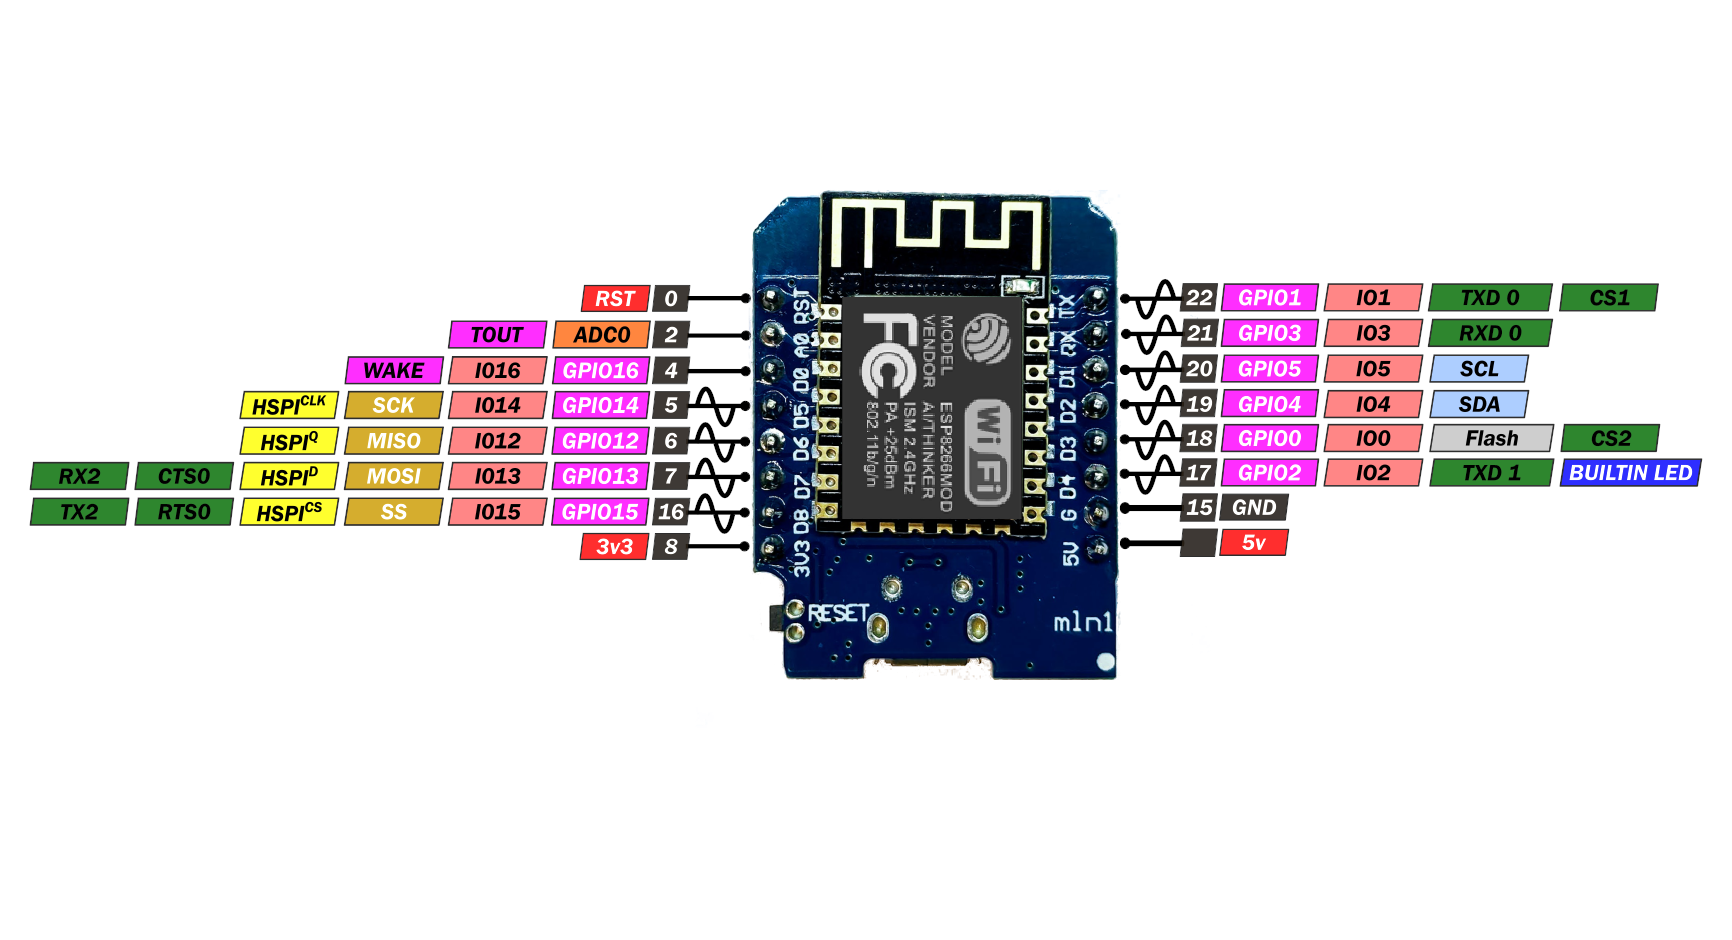 RST 0
TOUT ADC0 2
WAKE IO16 GPIO16 4
HSPICLK SCK IO14 GPIO14 5
HSPIQ MISO IO12 GPIO12 6
RX2 CTS0 HSPID MOSI IO13 GPIO13 7
TX2 RTS0 HSPICS SS IO15 GPIO15 16
3v3 8
RST
A0
D0
D5
D6
D7
D8
3V3
RESET
MODEL ESP8266MOD
VENDOR AI/THINKER
ISM 2.4GHz
PA +25dBm
802.11b/g/n
FC
WiFi
TX
RX
D1
D2
D3
D4
G
5V
mIn1
22 GPIO1 IO1 TXD 0 CS1
21 GPIO3 IO3 RXD 0
20 GPIO5 IO5 SCL
19 GPIO4 IO4 SDA
18 GPIO0 IO0 Flash CS2
17 GPIO2 IO2 TXD 1 BUILTIN LED
15 GND
5v